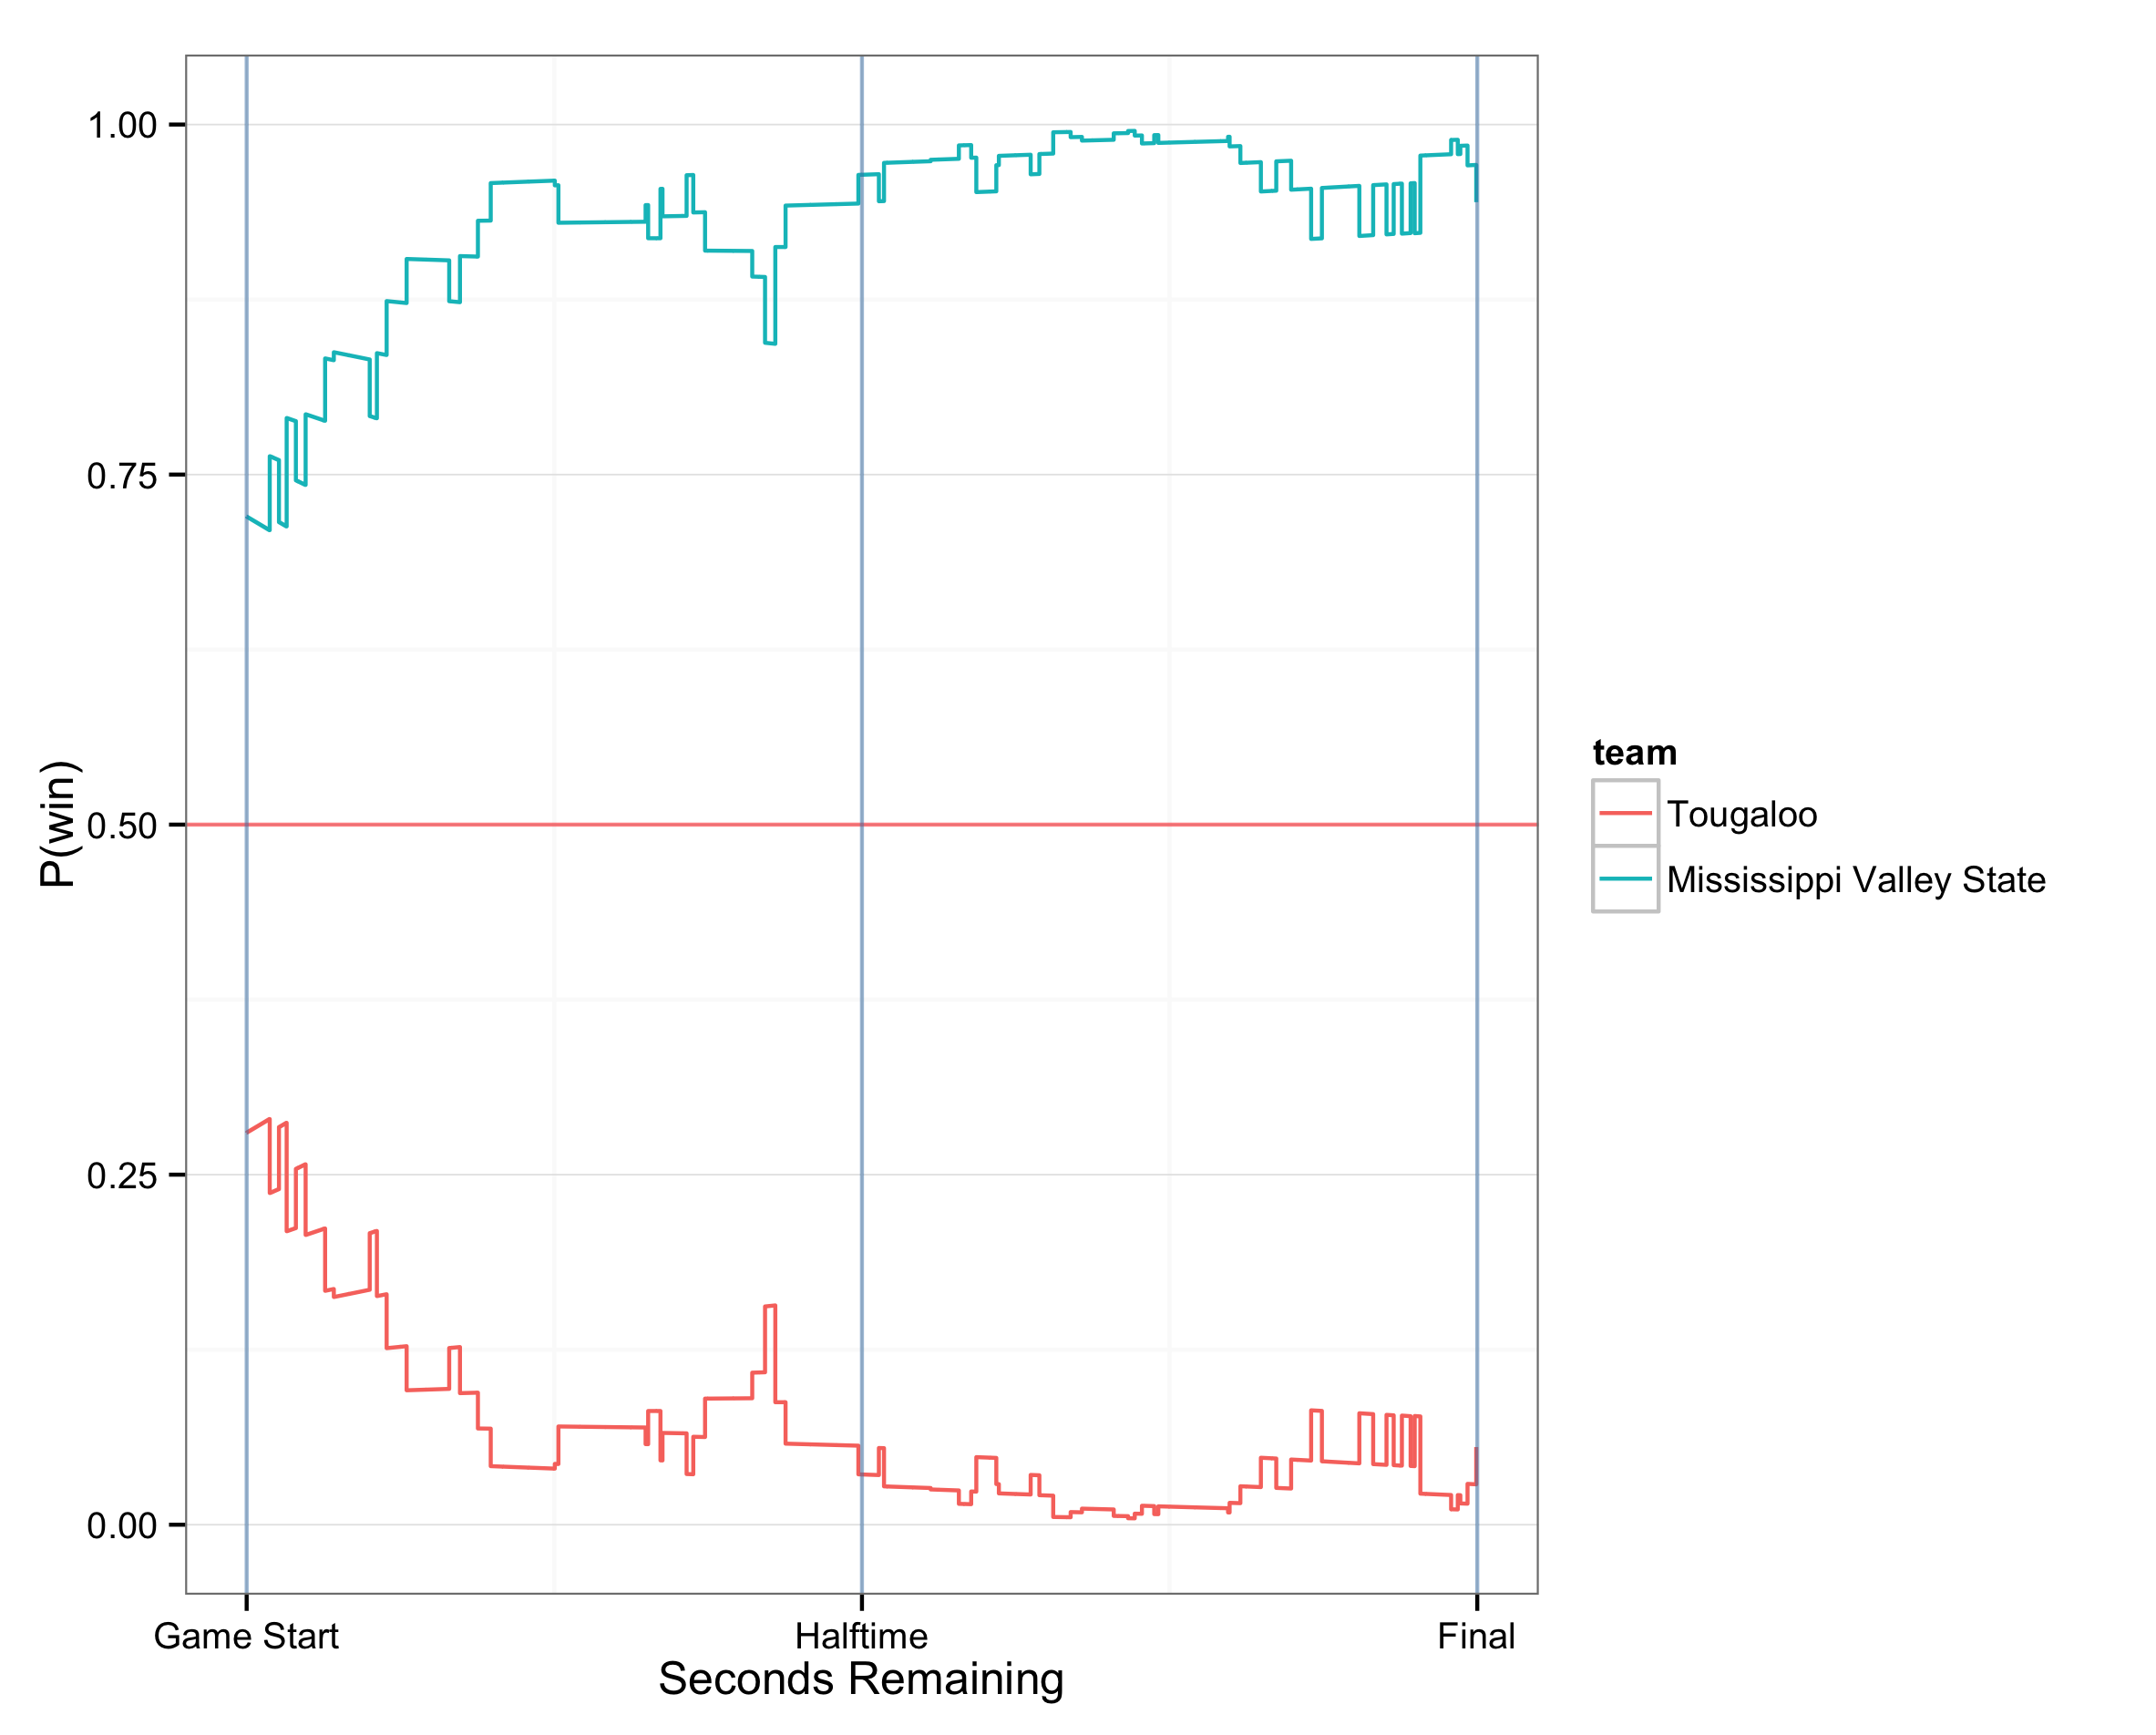 1.00
0.75
0.50
0.25
0.00
P(win)
Game Start
Halftime
Final
Seconds Remaining
team
Tougaloo
Mississippi Valley State